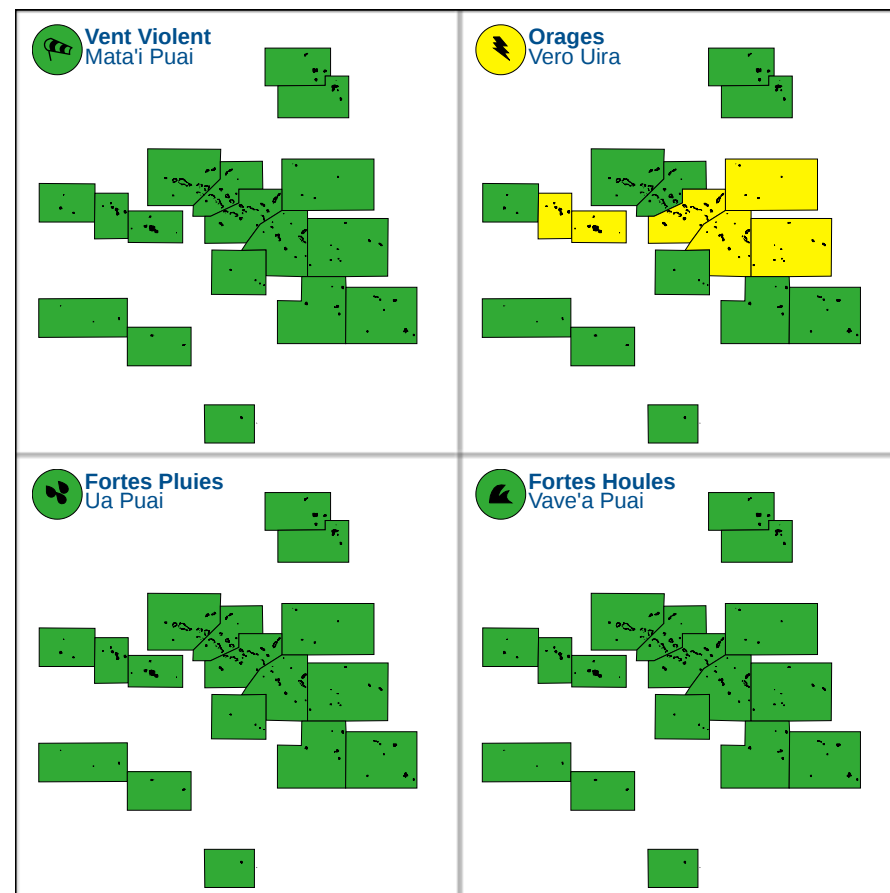 Vent Violent
Mata'i Puai
Orages
Vero Uira
Fortes Pluies
Ua Puai
Fortes Houles
Vave'a Puai